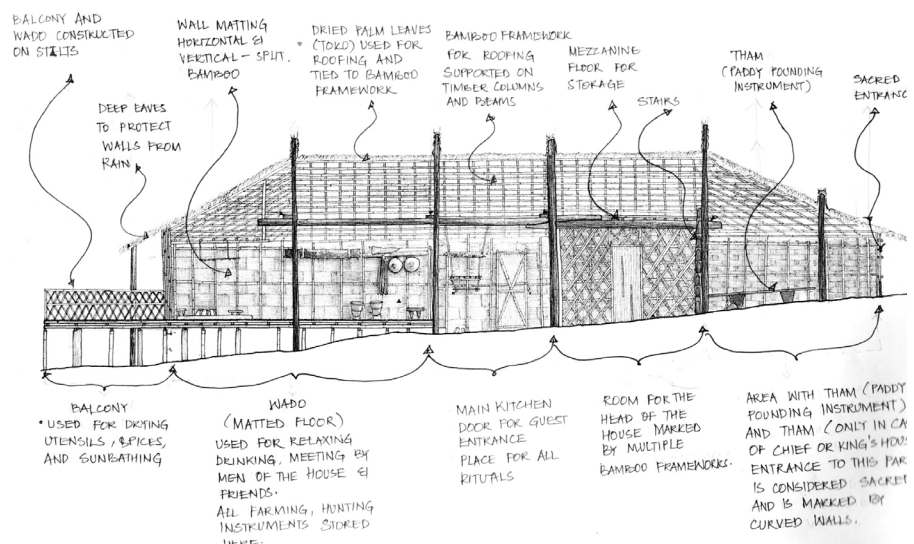 BALCONY AND
WADO CONSTRUCTED
ON STILTS
DEEP EAVES
TO PROTECT
WALLS FROM
RAIN
WALL MATTING
HORIZONTAL &
VERTICAL - SPLIT.
BAMBOO
DRIED PALM LEAVES
(TOKO) USED FOR
ROOFING AND
TIED TO BAMBOO
FRAMEWORK
BAMBOO FRAMEWORK
FOR ROOFING
SUPPORTED ON
TIMBER COLUMNS
AND BEAMS
MEZZANINE
FLOOR FOR
STORAGE
STAIRS
THAM
(PADDY POUNDING
INSTRUMENT)
SACRED
ENTRANC
BALCONY
• USED FOR DRYING
UTENSILS, SPICES,
AND SUNBATHING
WADO
(MATTED FLOOR)
USED FOR RELAXING
DRINKING, MEETING BY
MEN OF THE HOUSE &
FRIENDS.
ALL FARMING, HUNTING
INSTRUMENTS STORED
HERE.
MAIN KITCHEN
DOOR FOR GUEST
ENTRANCE
PLACE FOR ALL
RITUALS
ROOM FOR THE
HEAD OF THE
HOUSE MARKED
BY MULTIPLE
BAMBOO FRAMEWORKS.
AREA WITH THAM (PADDY
POUNDING INSTRUMENT)
AND THAM (ONLY IN CA
OF CHIEF OR KING'S HOUS
ENTRANCE TO THIS PAR
IS CONSIDERED SACRED
AND IS MARKED BY
CURVED WALLS.